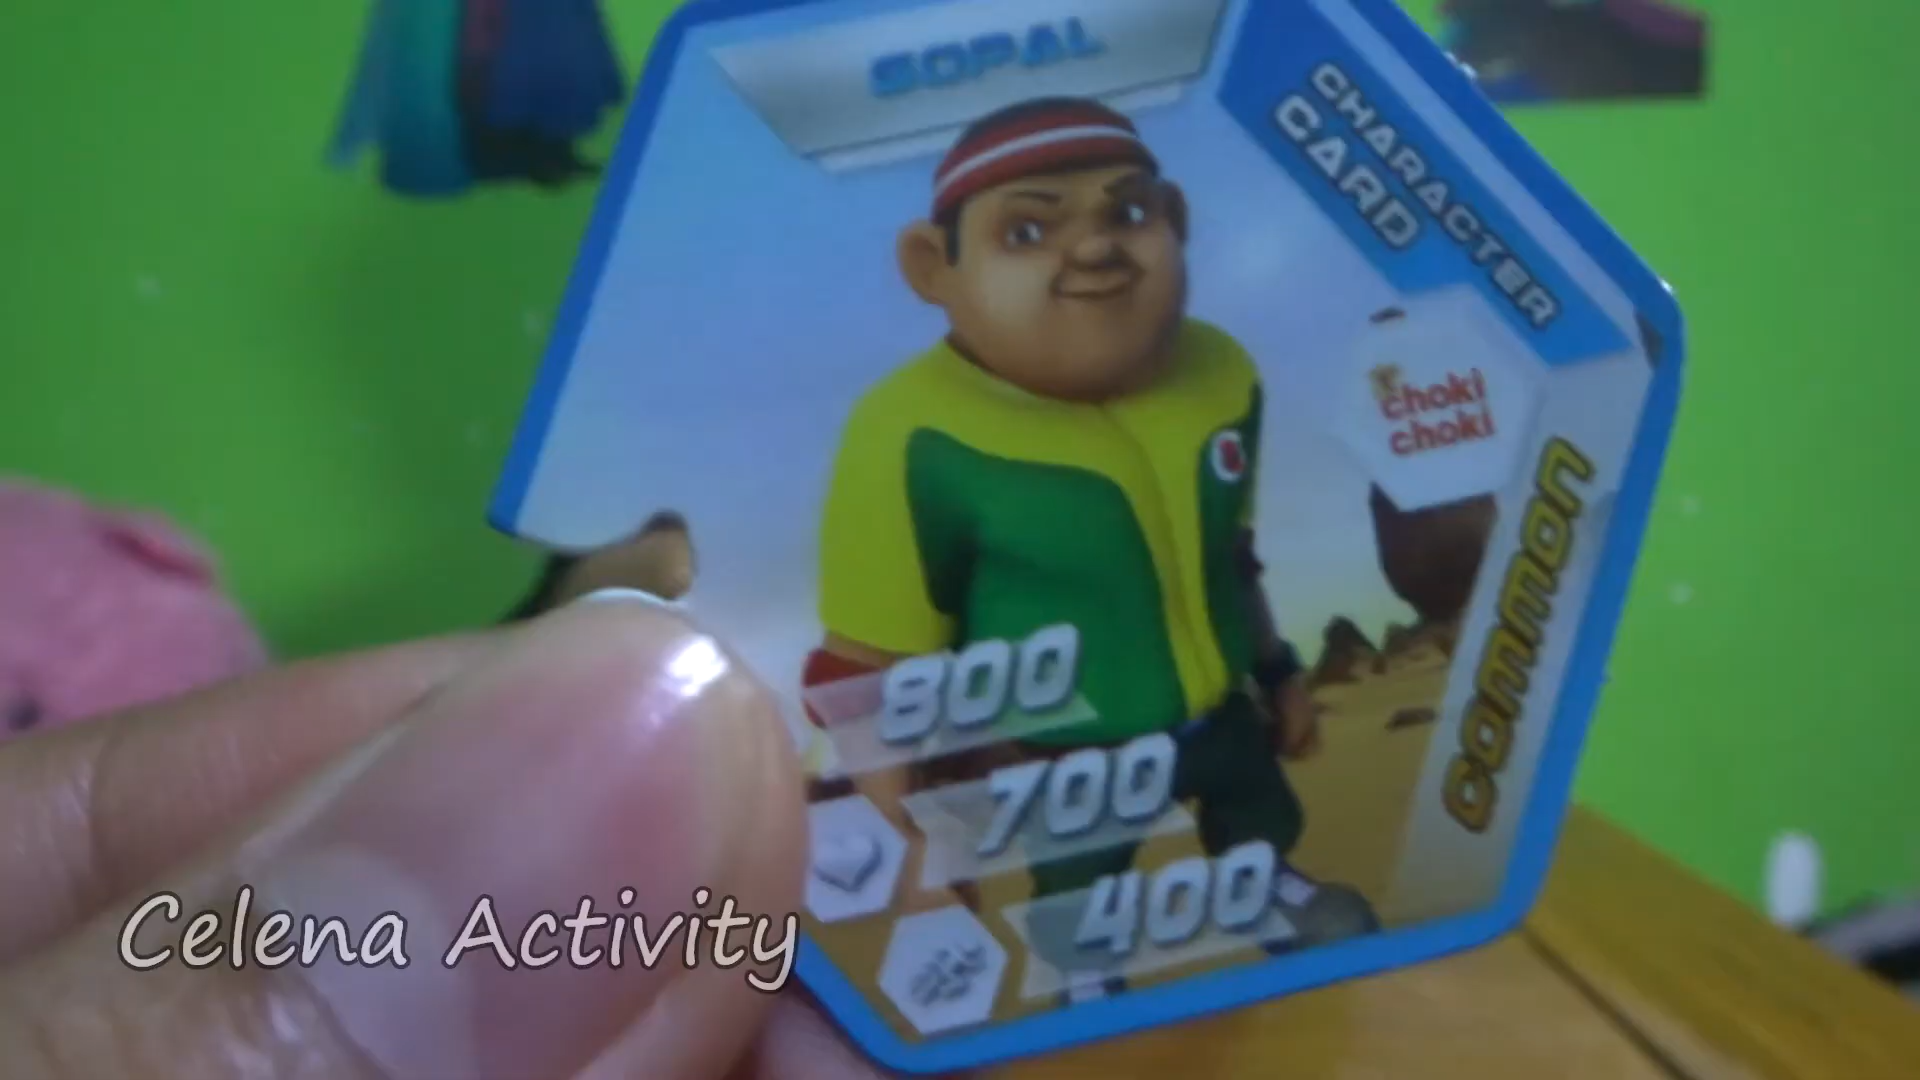 SOPAL
CHARACTER
CARD
choki
choki
COMMON
800
700
400
Celena Activity